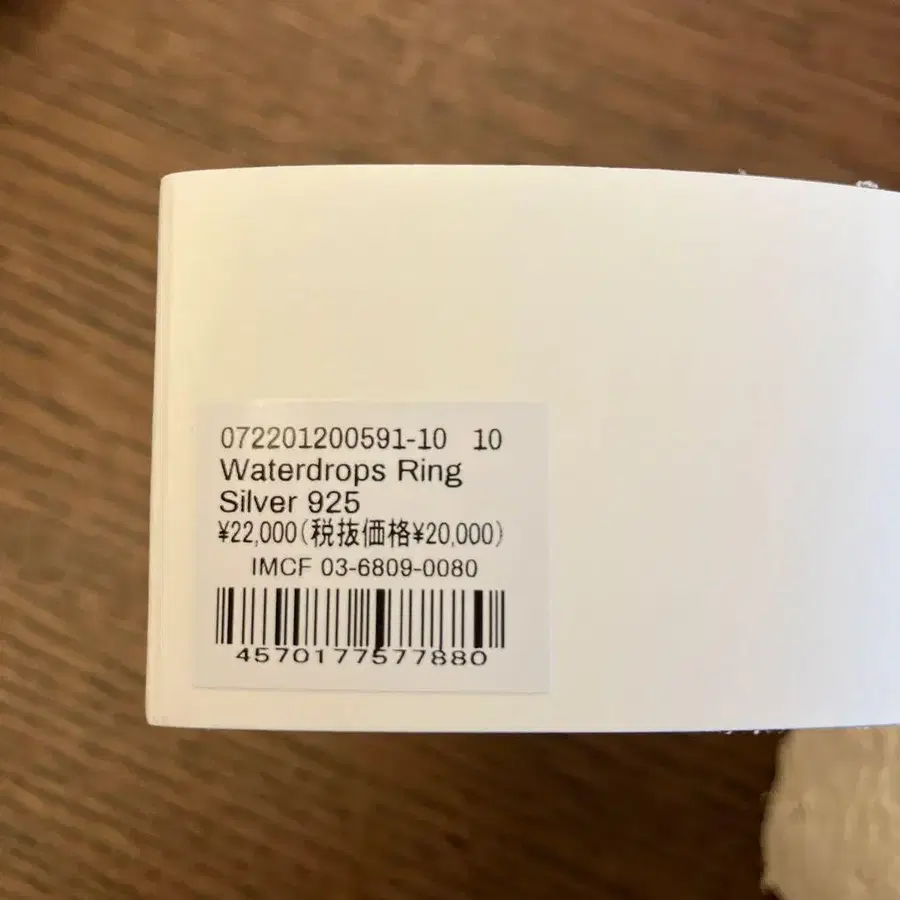 072201200591-10 10
Waterdrops Ring
Silver 925
¥22,000(税抜価格¥20,000)
IMCF 03-6809-0080
4570177577880